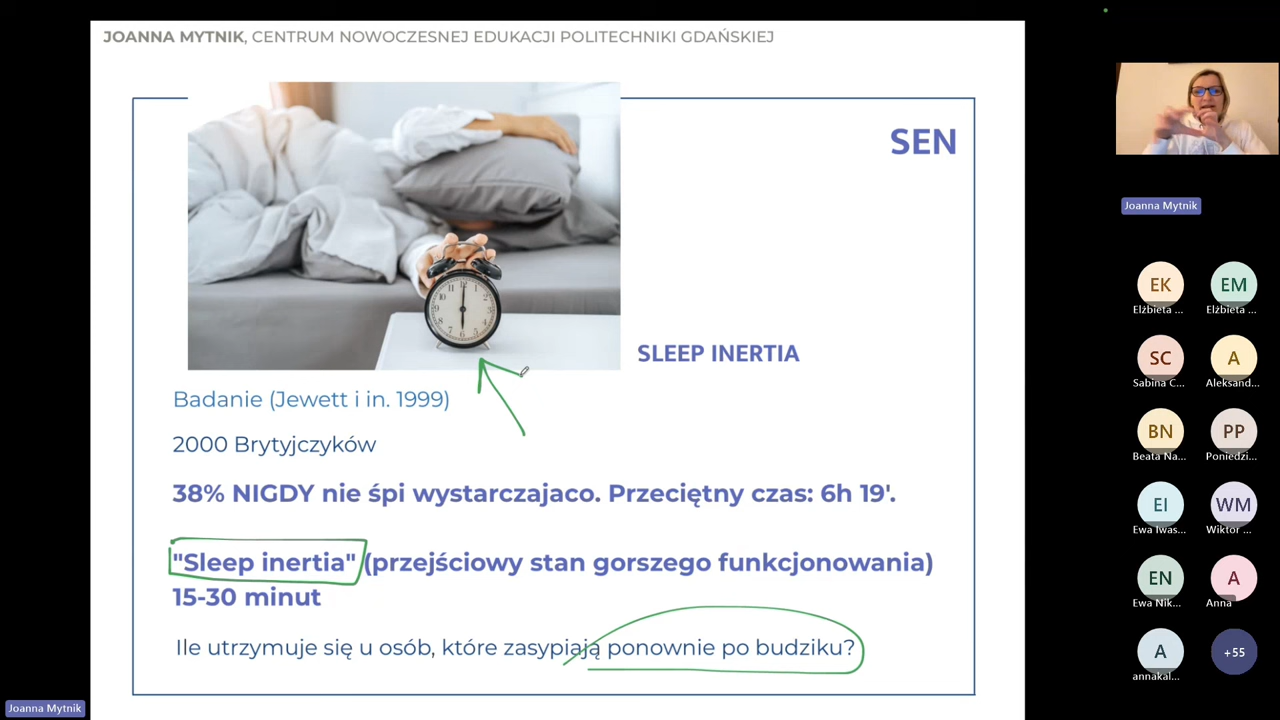 JOANNA MYTNIK, CENTRUM NOWOCZESNEJ EDUKACJI POLITECHNIKI GDAŃSKIEJ
SEN
SLEEP INERTIA
Badanie (Jewett i in. 1999)
2000 Brytyjczyków
38% NIGDY nie śpi wystarczajaco. Przeciętny czas: 6h 19'.
"Sleep inertia" (przejściowy stan gorszego funkcjonowania)
15-30 minut
Ile utrzymuje się u osób, które zasypiają ponownie po budziku?
Joanna Mytnik
Joanna Mytnik
EK
EM
Elżbieta ...
Elżbieta ...
SC
A
Sabina C...
Aleksand...
BN
PP
Beata Na...
Poniedzi...
EI
WM
Ewa Iwas...
Wiktor ...
EN
A
Ewa Nik...
Anna
A
+55
annakal...